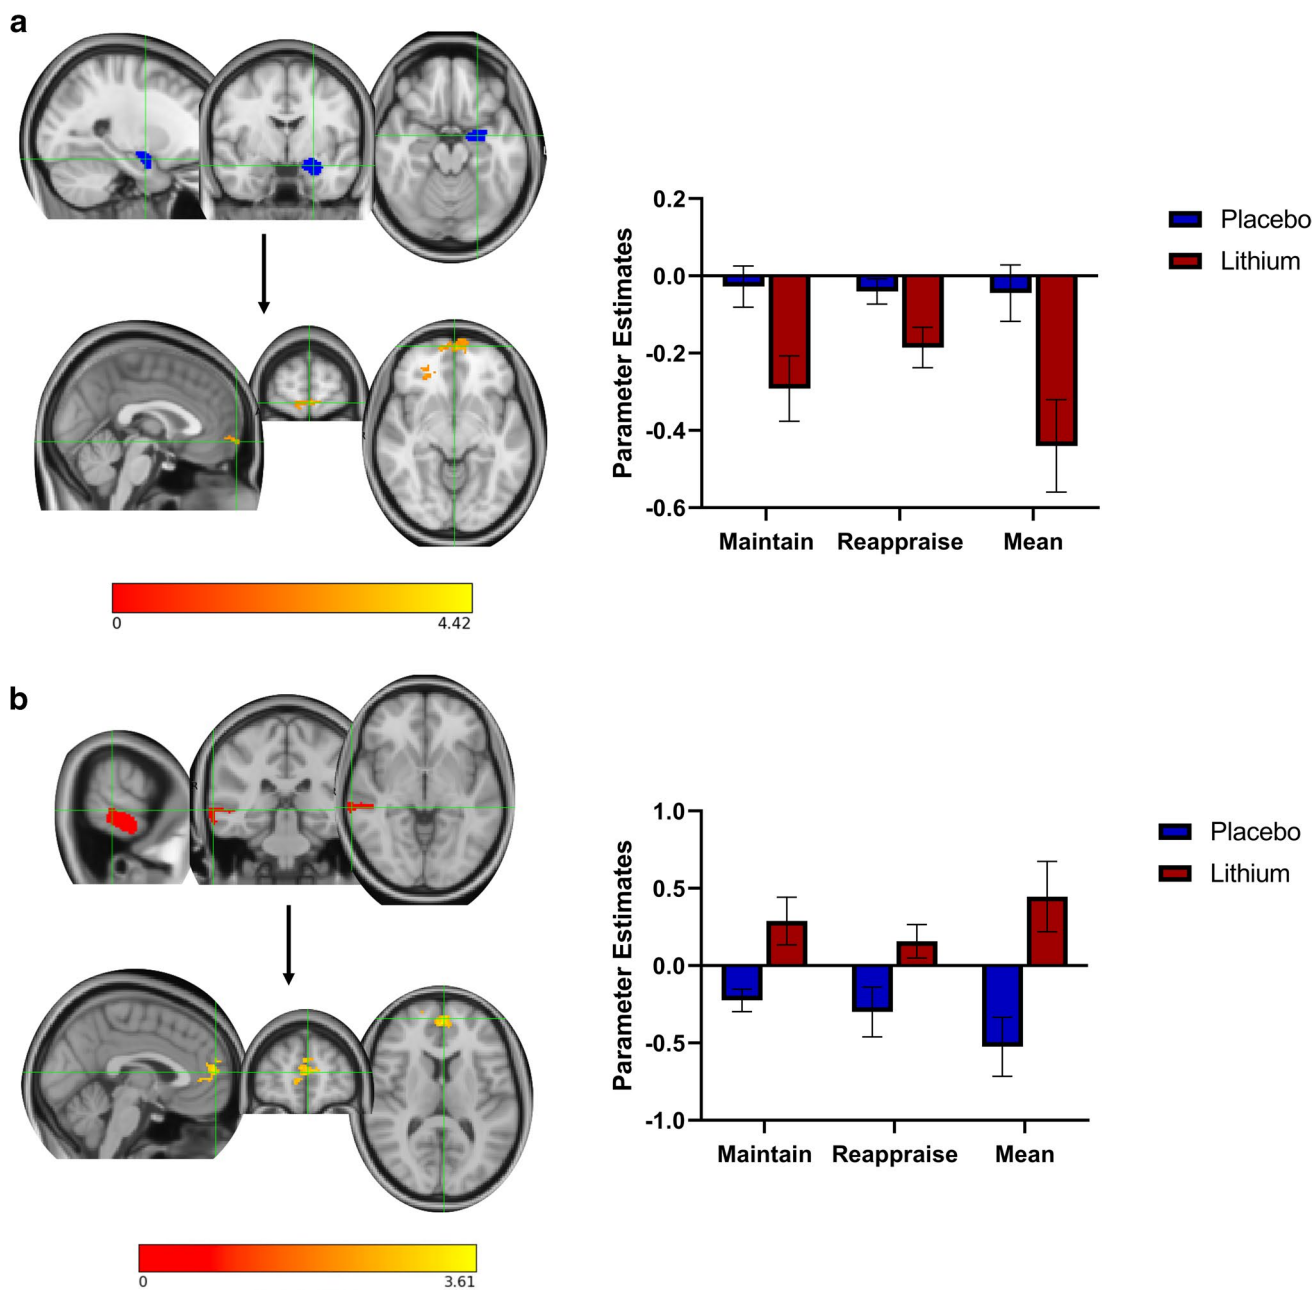 a
0.2
0.0
-0.2
-0.4
-0.6
Parameter Estimates
Maintain Reappraise Mean
Placebo
Lithium
0 4.42
b
1.0
0.5
0.0
-0.5
-1.0
Parameter Estimates
Maintain Reappraise Mean
Placebo
Lithium
0 3.61